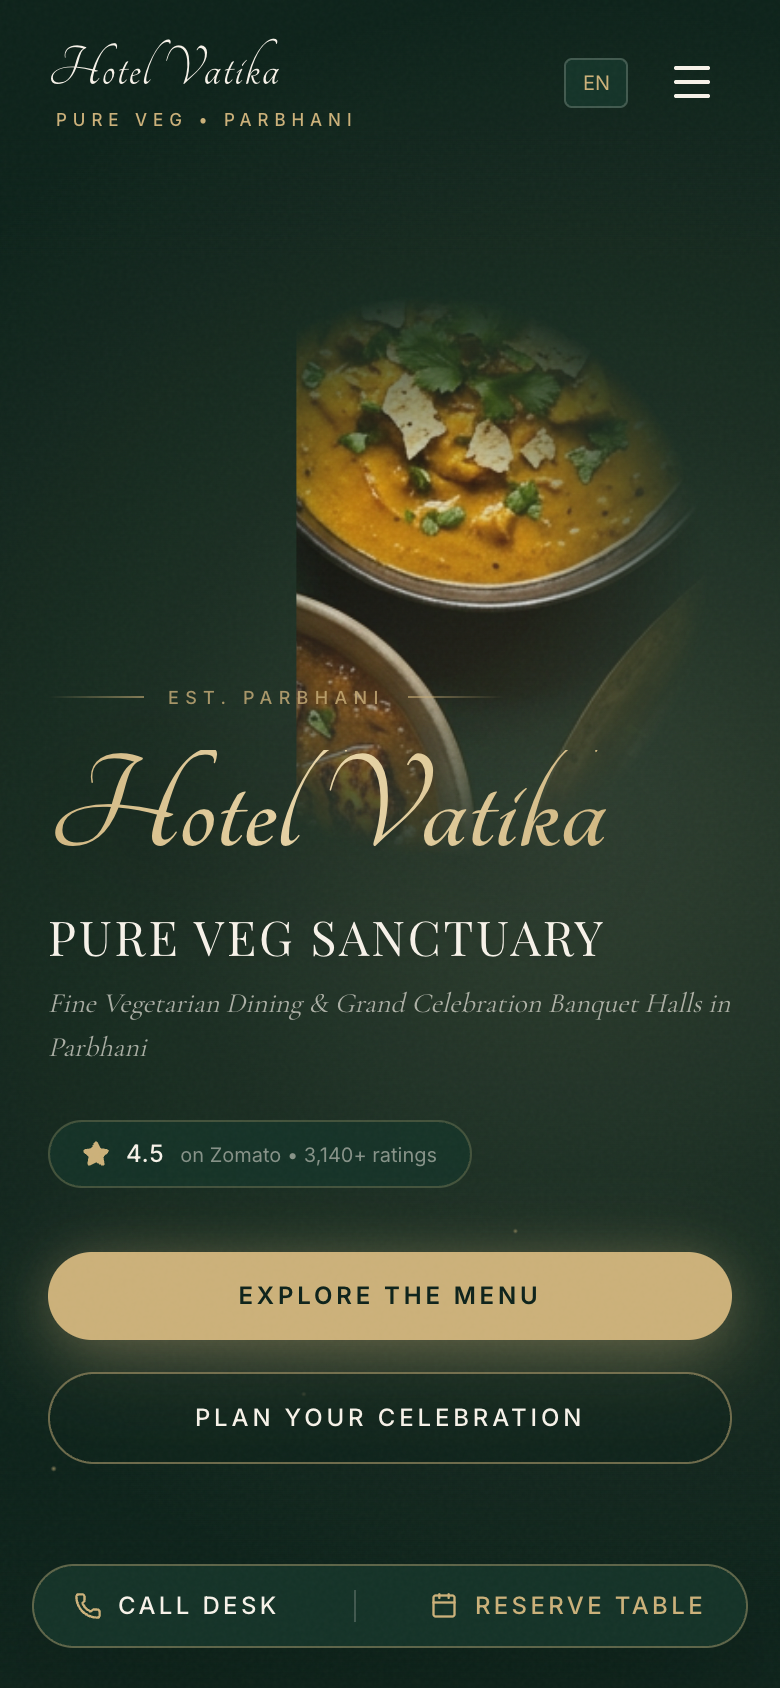 Hotel Vatika
PURE VEG • PARBHANI
EN
EST. PARBHANI
Hotel Vatika
PURE VEG SANCTUARY
Fine Vegetarian Dining & Grand Celebration Banquet Halls in
Parbhani
4.5 on Zomato • 3,140+ ratings
EXPLORE THE MENU
PLAN YOUR CELEBRATION
CALL DESK
RESERVE TABLE